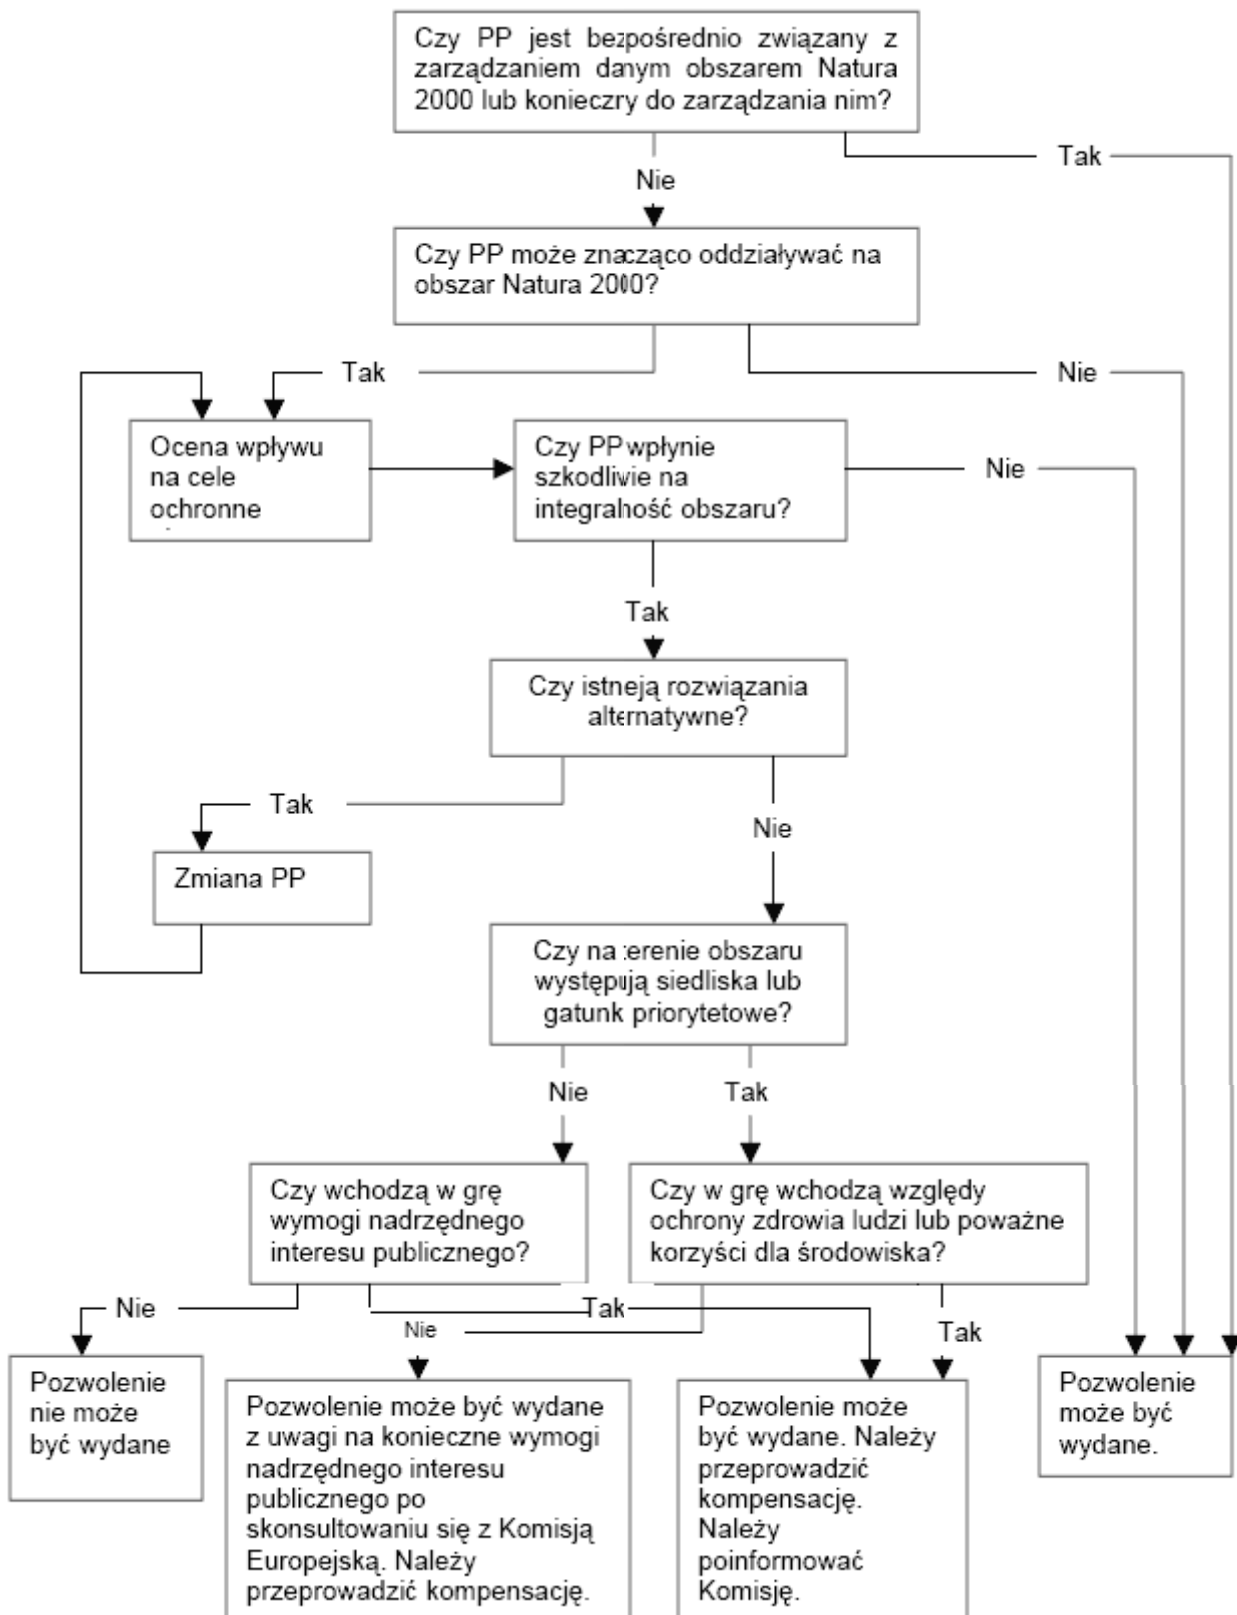 Czy PP jest bezpośrednio związany z
zarządzaniem danym obszarem Natura
2000 lub konieczry do zarządzania nim?
Tak
Nie
Czy PP może znacząco oddziaływać na
obszar Natura 2000?
Tak
Nie
Ocena wpływu
na cele
ochronne
Czy PP wpłynie
szkodliwie na
integralność obszaru?
Nie
Tak
Czy istneją rozwiązania
alternatywne?
Tak
Nie
Zmiana PP
Czy na terenie obszaru
występują siedliska lub
gatunk priorytetowe?
Nie
Tak
Czy wchodzą w grę
wymogi nadrzędnego
interesu publicznego?
Czy w grę wchodzą względy
ochrony zdrowia ludzi lub poważne
korzyści dla środowiska?
Nie
Tak
Nie
Tak
Pozwolenie
nie może
być wydane
Pozwolenie może być wydane
z uwagi na konieczne wymogi
nadrzędnego interesu
publicznego po
skonsultowaniu się z Komisją
Europejską. Należy
przeprowadzić kompensację.
Pozwolenie może
być wydane. Należy
przeprowadzić
kompensację.
Należy
poinformować
Komisję.
Pozwolenie
może być
wydane.